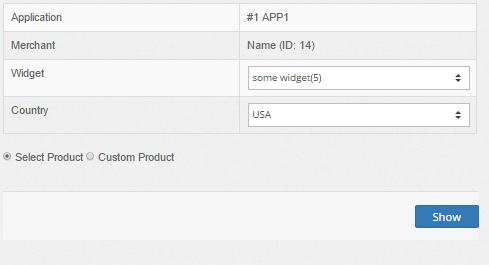 Application #1 APP1
Merchant Name (ID: 14)
Widget some widget(5)
Country USA
Select Product Custom Product
Show